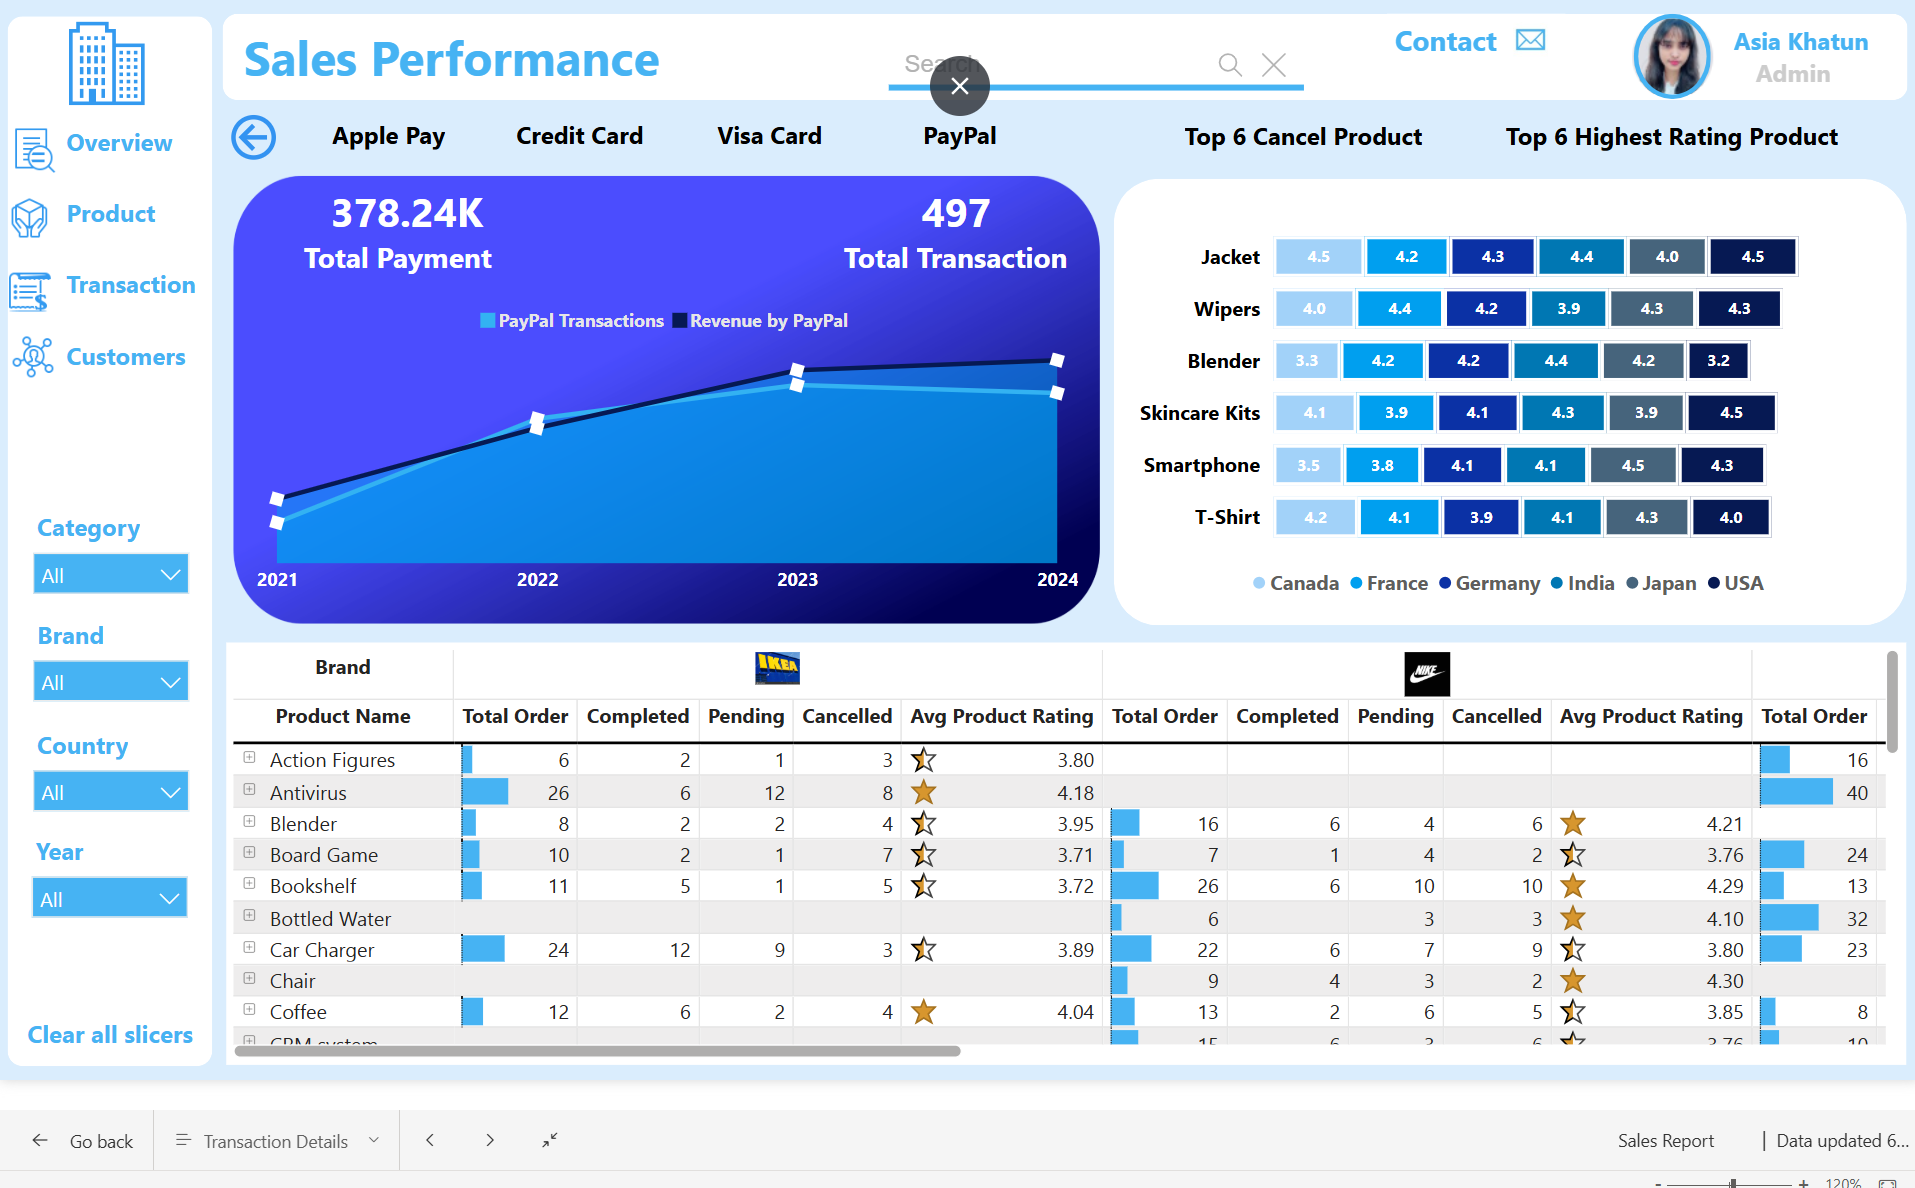 Sales Performance
Search
Contact
Asia Khatun
Admin
Overview
Product
Transaction
Customers
Category
All
Brand
All
Country
All
Year
All
Clear all slicers
Apple Pay Credit Card Visa Card PayPal
Top 6 Cancel Product Top 6 Highest Rating Product
378.24K 497
Total Payment Total Transaction
PayPal Transactions Revenue by PayPal
2021 2022 2023 2024
Jacket 4.5 4.2 4.3 4.4 4.0 4.5
Wipers 4.0 4.4 4.2 3.9 4.3 4.3
Blender 3.3 4.2 4.2 4.4 4.2 3.2
Skincare Kits 4.1 3.9 4.1 4.3 3.9 4.5
Smartphone 3.5 3.8 4.1 4.1 4.5 4.3
T-Shirt 4.2 4.1 3.9 4.1 4.3 4.0
Canada France Germany India Japan USA
Brand IKEA NIKE
Product Name Total Order Completed Pending Cancelled Avg Product Rating Total Order Completed Pending Cancelled Avg Product Rating Total Order
Action Figures 6 2 1 3 3.80 16
Antivirus 26 6 12 8 4.18 40
Blender 8 2 2 4 3.95 16 6 4 6 4.21
Board Game 10 2 1 7 3.71 7 1 4 2 3.76 24
Bookshelf 11 5 1 5 3.72 26 6 10 10 4.29 13
Bottled Water 6 3 3 4.10 32
Car Charger 24 12 9 3 3.89 22 6 7 9 3.80 23
Chair 9 4 3 2 4.30
Coffee 12 6 2 4 4.04 13 2 6 5 3.85 8
CRM system 15 6 3 6 3.76 10
Go back Transaction Details Sales Report | Data updated 6...
- + 120%